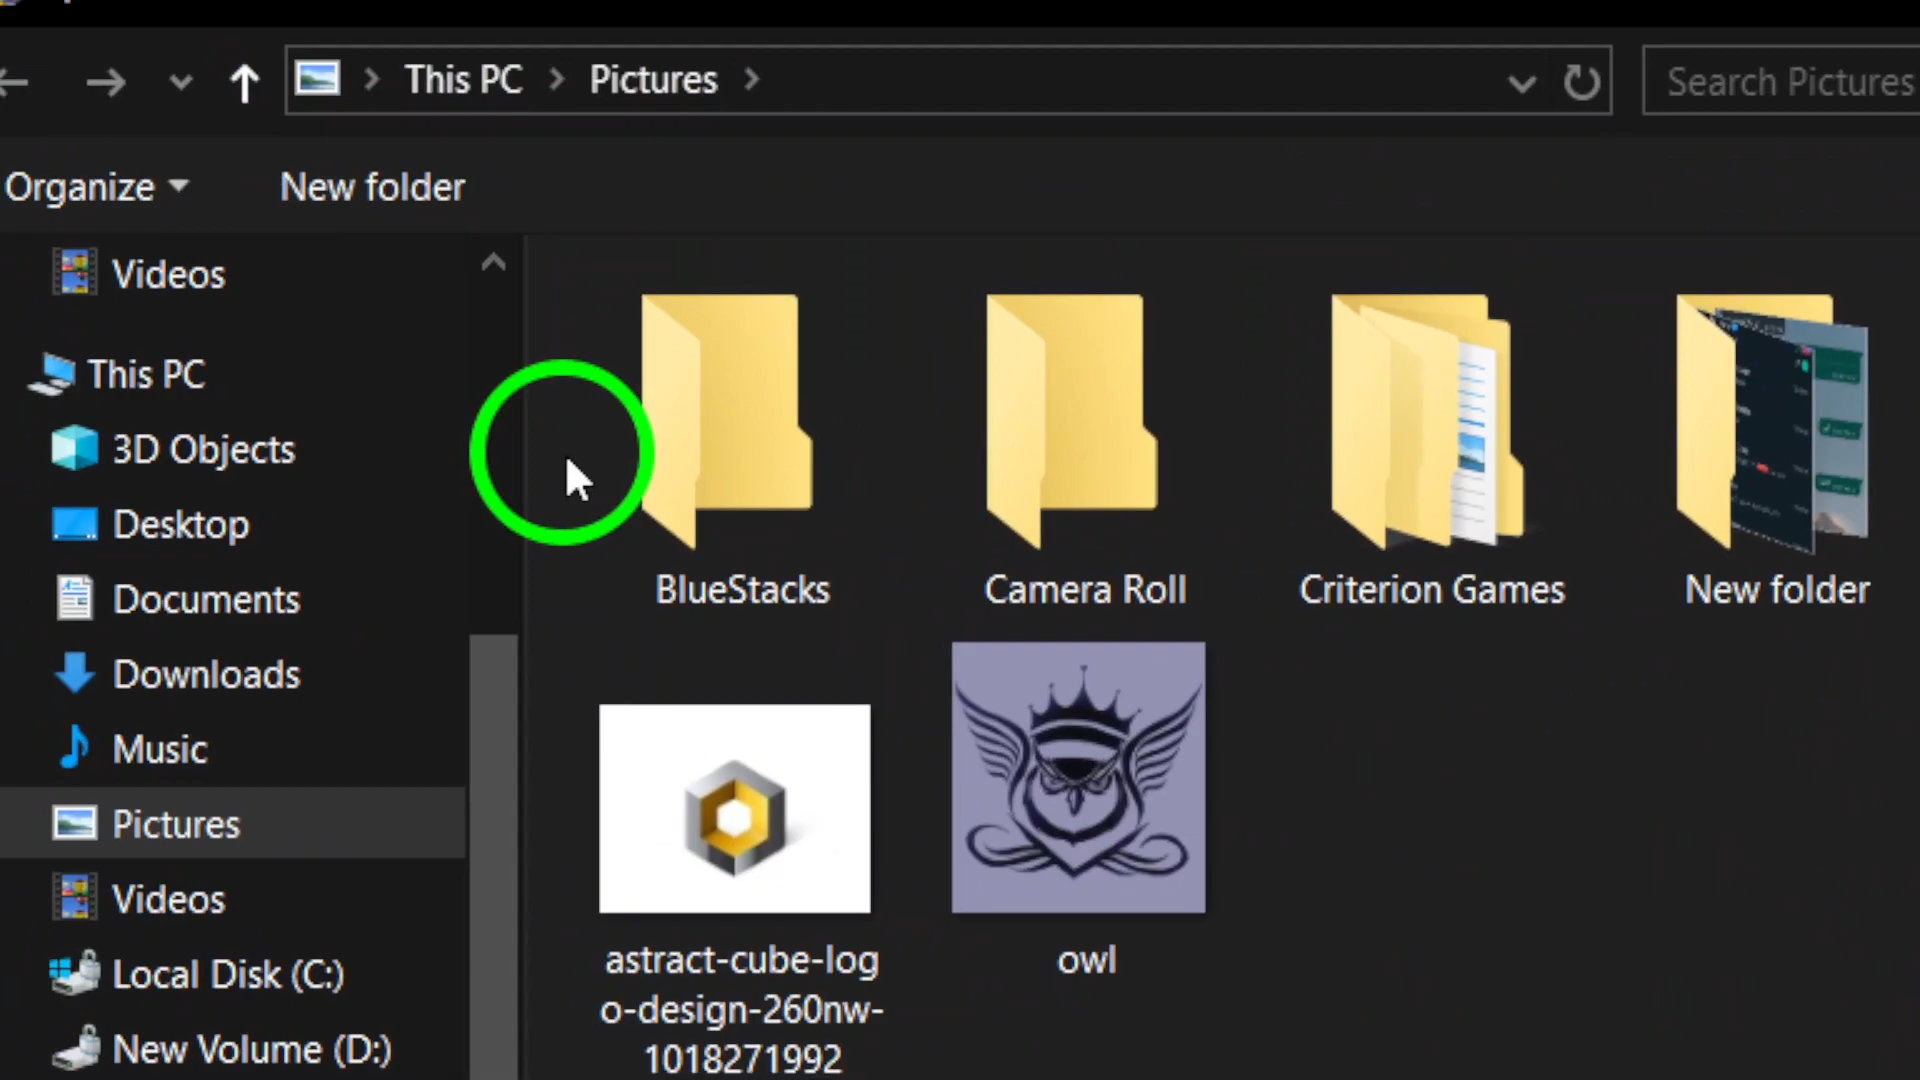 This PC
Pictures
Search Pictures
Organize
New folder
Videos
This PC
3D Objects
Desktop
Documents
Downloads
Music
Pictures
Videos
Local Disk (C:)
New Volume (D:)
BlueStacks
Camera Roll
Criterion Games
New folder
astract-cube-log
o-design-260nw-
1018271992
owl